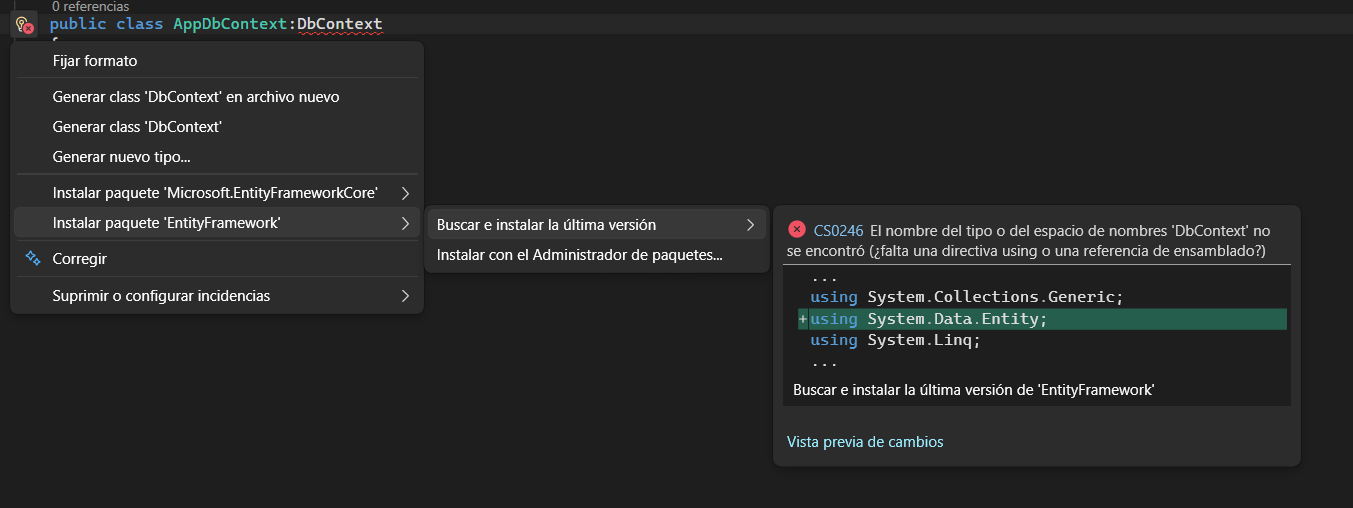 0 referencias
public class AppDbContext:DbContext
{
Fijar formato
Generar class 'DbContext' en archivo nuevo
Generar class 'DbContext'
Generar nuevo tipo...
Instalar paquete 'Microsoft.EntityFrameworkCore'
Instalar paquete 'EntityFramework'
Corregir
Suprimir o configurar incidencias
Buscar e instalar la última versión
Instalar con el Administrador de paquetes...
CS0246 El nombre del tipo o del espacio de nombres 'DbContext' no
se encontró (¿falta una directiva using o una referencia de ensamblado?)
...
using System.Collections.Generic;
+using System.Data.Entity;
using System.Linq;
...
Buscar e instalar la última versión de 'EntityFramework'
Vista previa de cambios